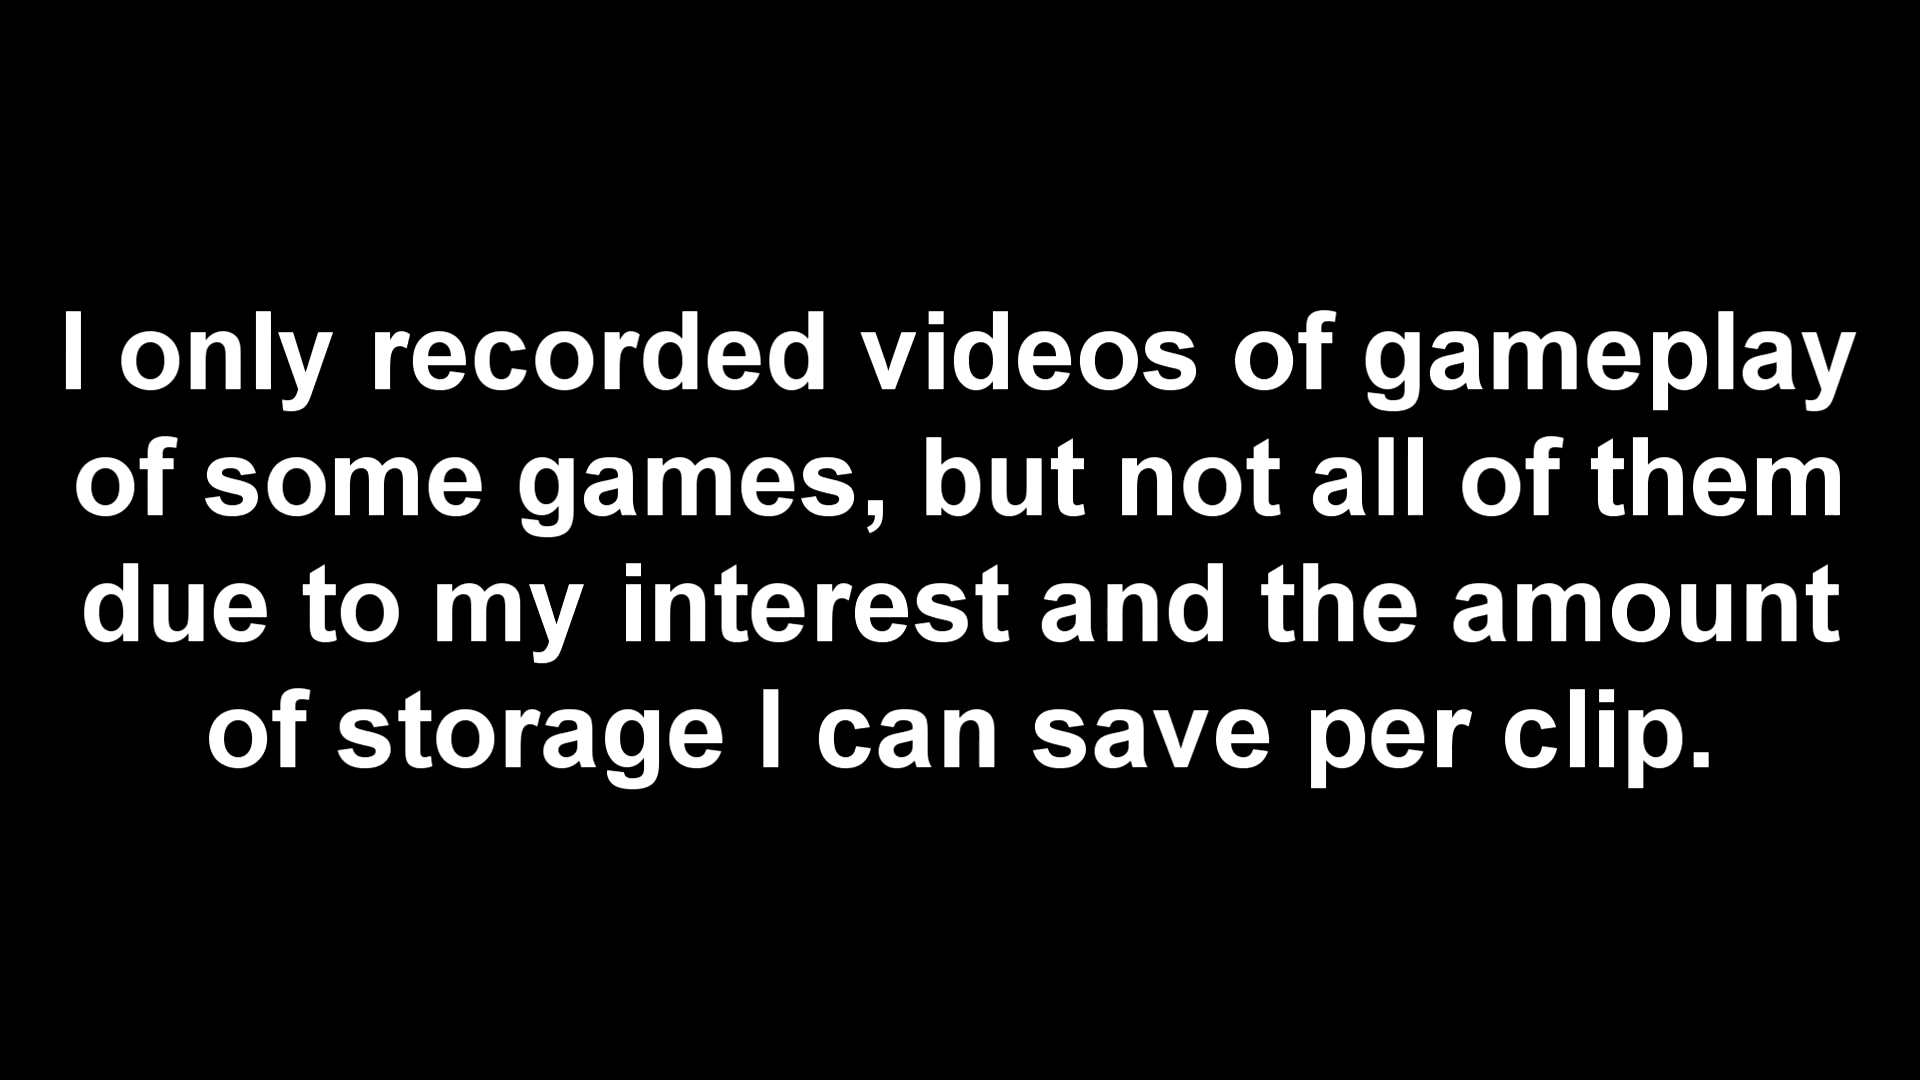 I only recorded videos of gameplay
of some games, but not all of them
due to my interest and the amount
of storage I can save per clip.